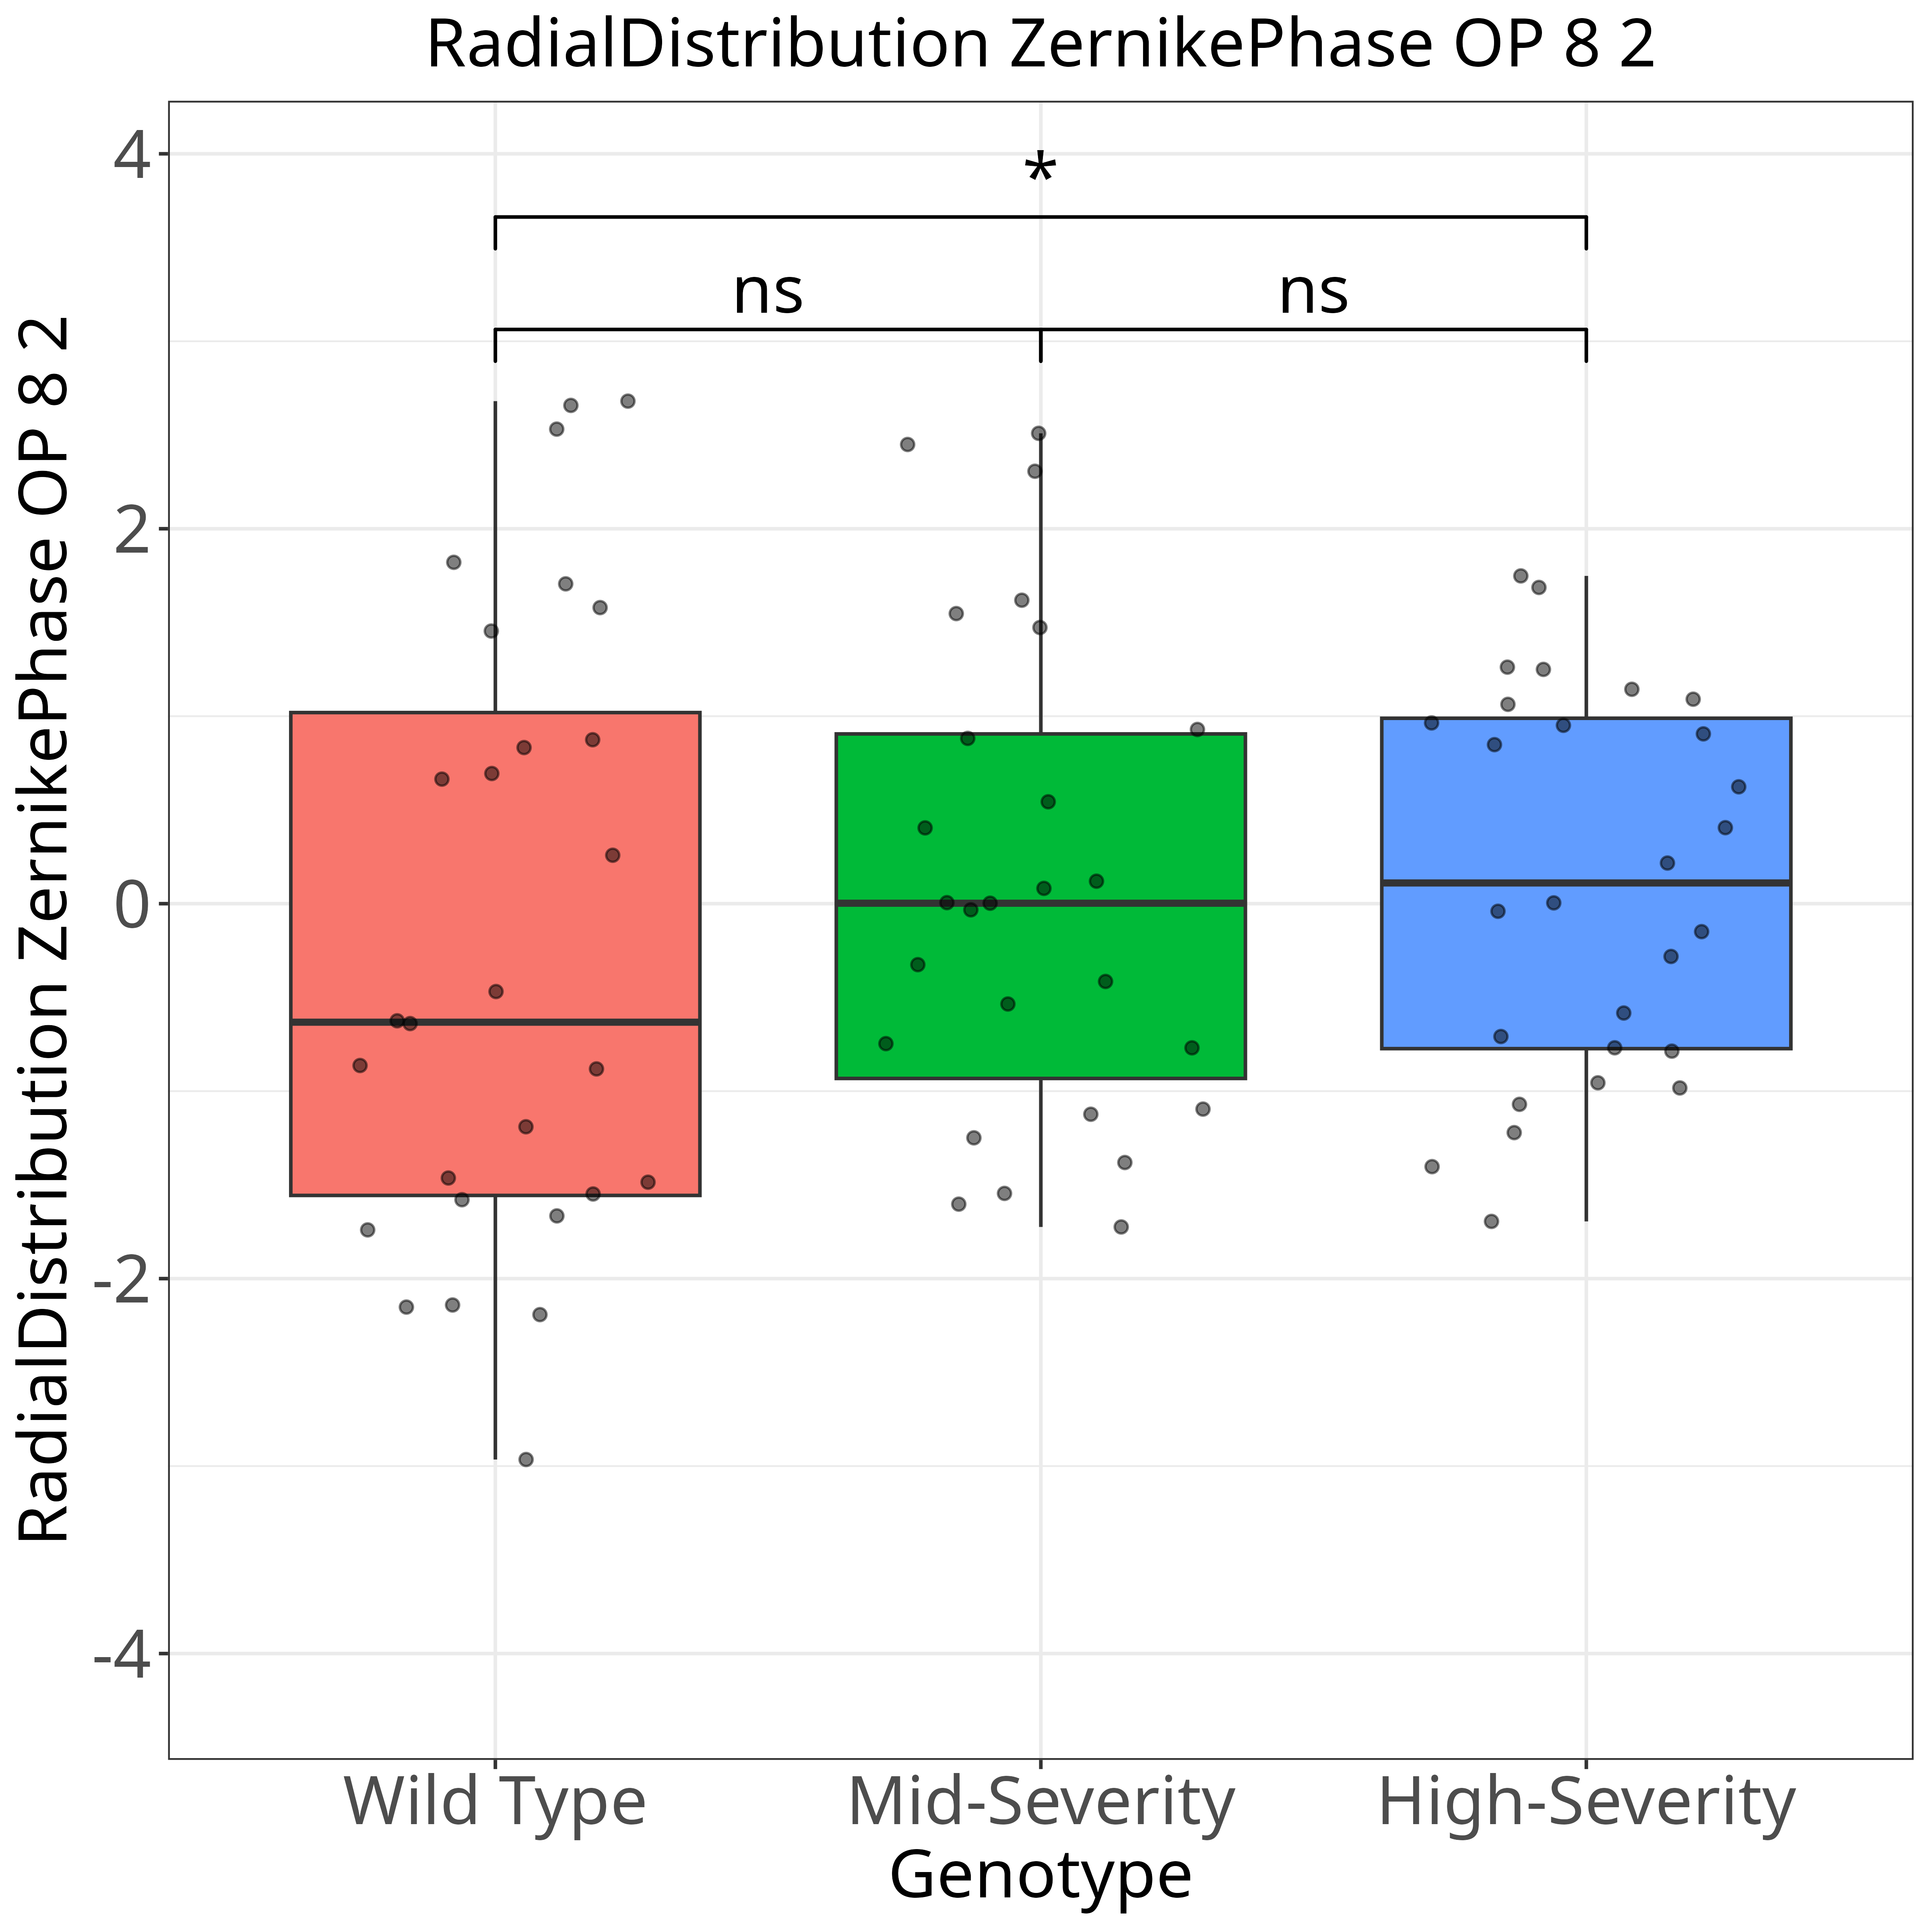 RadialDistribution ZernikePhase OP 8 2
RadialDistribution ZernikePhase OP 8 2
4
2
0
-2
-4
*
ns
ns
Wild Type
Mid-Severity
High-Severity
Genotype